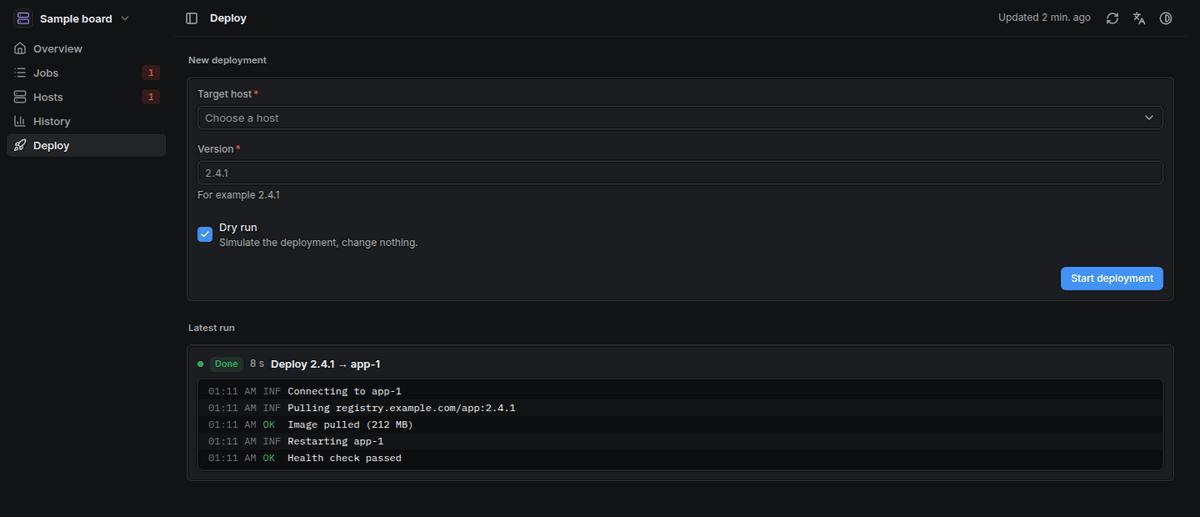 Sample board
Overview
Jobs 1
Hosts 1
History
Deploy
Deploy
Updated 2 min. ago
New deployment
Target host *
Choose a host
Version *
2.4.1
For example 2.4.1
Dry run
Simulate the deployment, change nothing.
Start deployment
Latest run
Done 8 s Deploy 2.4.1 → app-1
01:11 AM INF Connecting to app-1
01:11 AM INF Pulling registry.example.com/app:2.4.1
01:11 AM OK Image pulled (212 MB)
01:11 AM INF Restarting app-1
01:11 AM OK Health check passed